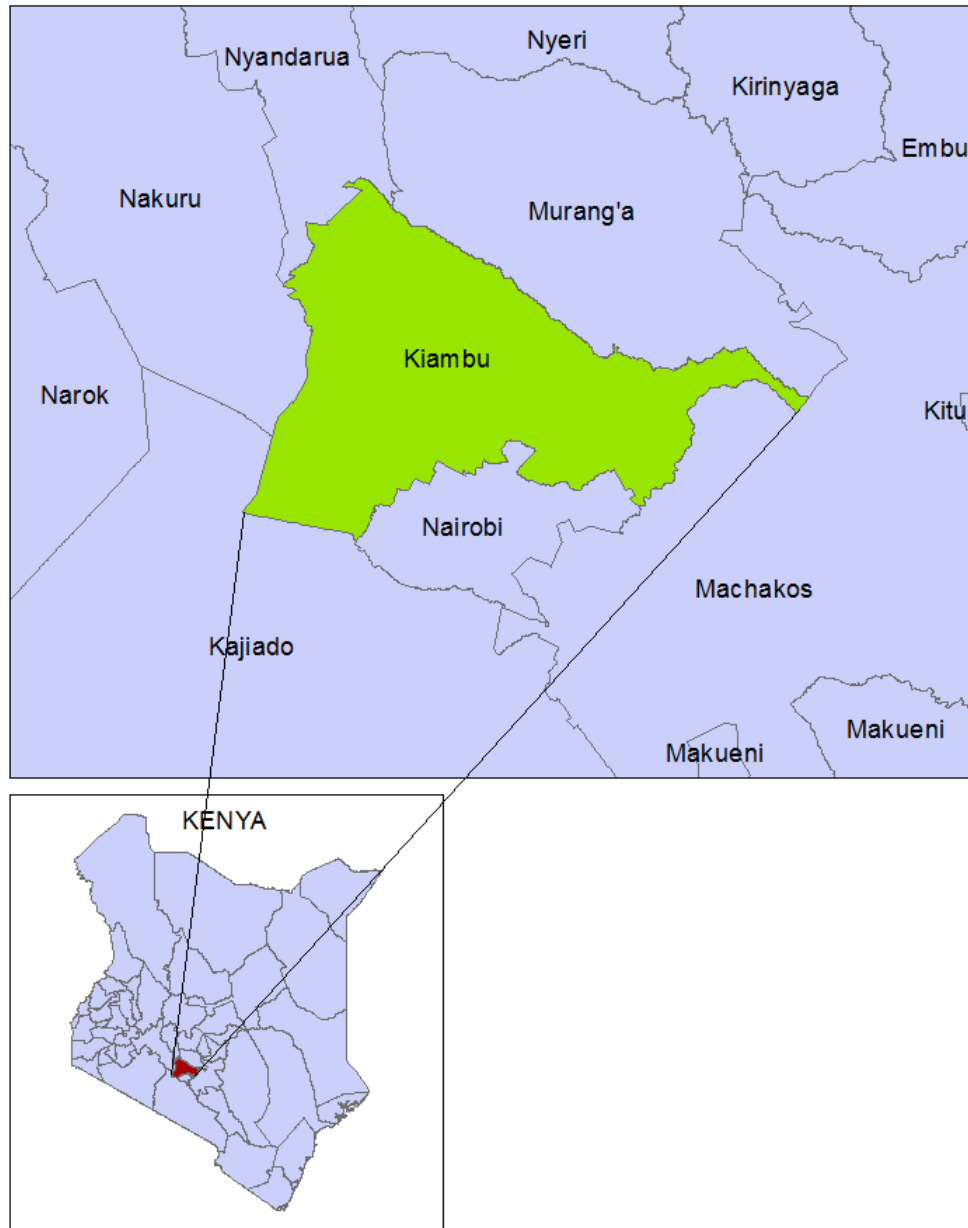 Nyeri
Nyandarua
Kirinyaga
Embu
Nakuru
Murang'a
Kiambu
Narok
Kitu
Nairobi
Machakos
Kajiado
Makueni
Makueni
KENYA